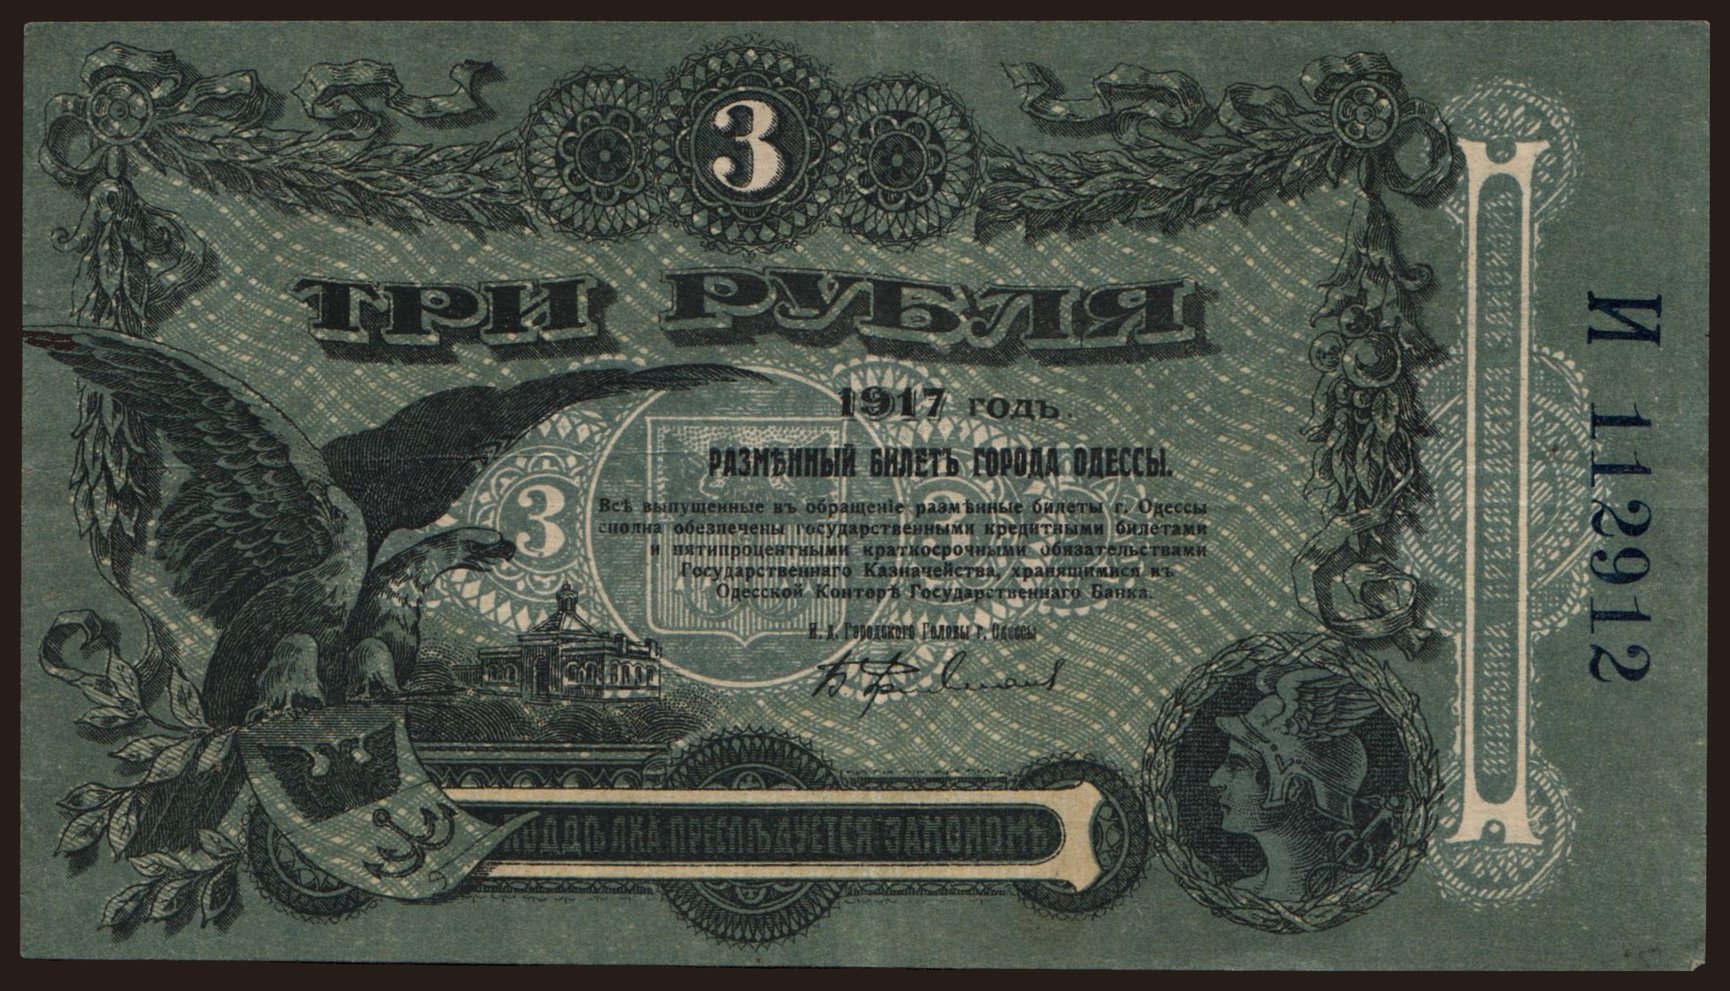 3
ТРИ РУБЛЯ
1917 годъ.
РАЗМѢННЫЙ БИЛЕТЪ ГОРОДА ОДЕССЫ.
3
3
Всѣ выпущенные въ обращеніе размѣнные билеты г. Одессы
сполна обезпечены государственными кредитными билетами
и пятипроцентными краткосрочными обязательствами
Государственнаго Казначейства, хранящимися въ
Одесской Конторѣ Государственнаго Банка.
И. д. Городского Головы г. Одессы
ПОДДѢЛКА ПРЕСЛѢДУЕТСЯ ЗАКОНОМЪ
И 112912